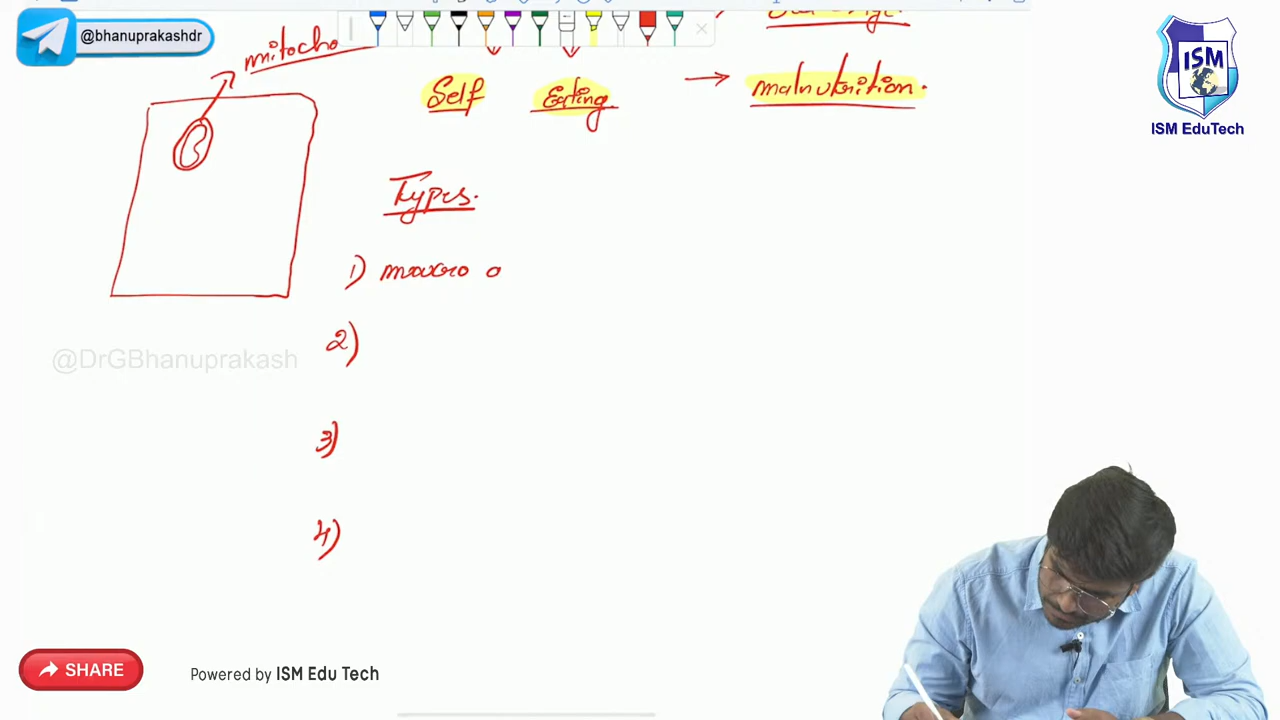 @bhanuprakashdr
mitocho
Self Eating → malnutrition.
ISM
ISM EduTech
Types.
1) macro a
2)
@DrGBhanuprakash
3)
4)
SHARE
Powered by ISM Edu Tech